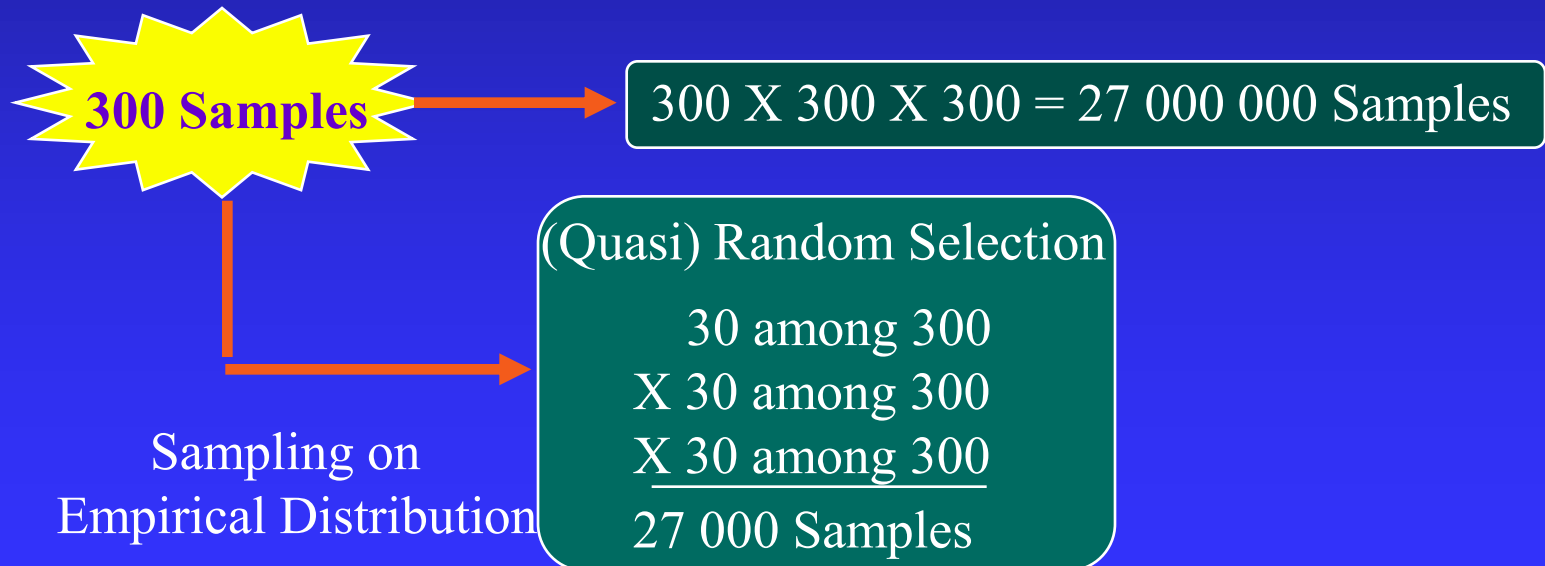 300 Samples
300 X 300 X 300 = 27 000 000 Samples
(Quasi) Random Selection
30 among 300
X 30 among 300
X 30 among 300
27 000 Samples
Sampling on
Empirical Distribution